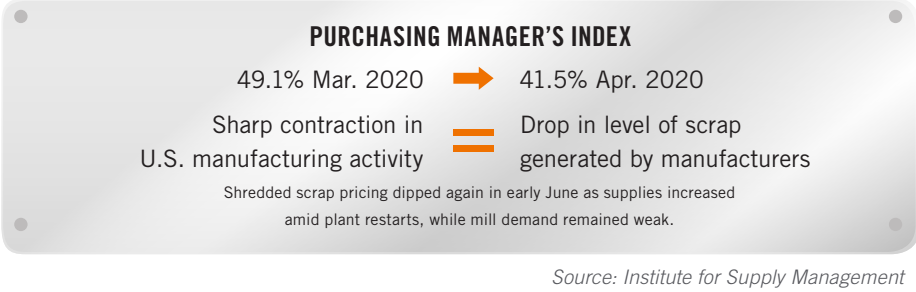 PURCHASING MANAGER’S INDEX
49.1% Mar. 2020 41.5% Apr. 2020
Sharp contraction in
U.S. manufacturing activity
Drop in level of scrap
generated by manufacturers
Shredded scrap pricing dipped again in early June as supplies increased
amid plant restarts, while mill demand remained weak.
Source: Institute for Supply Management